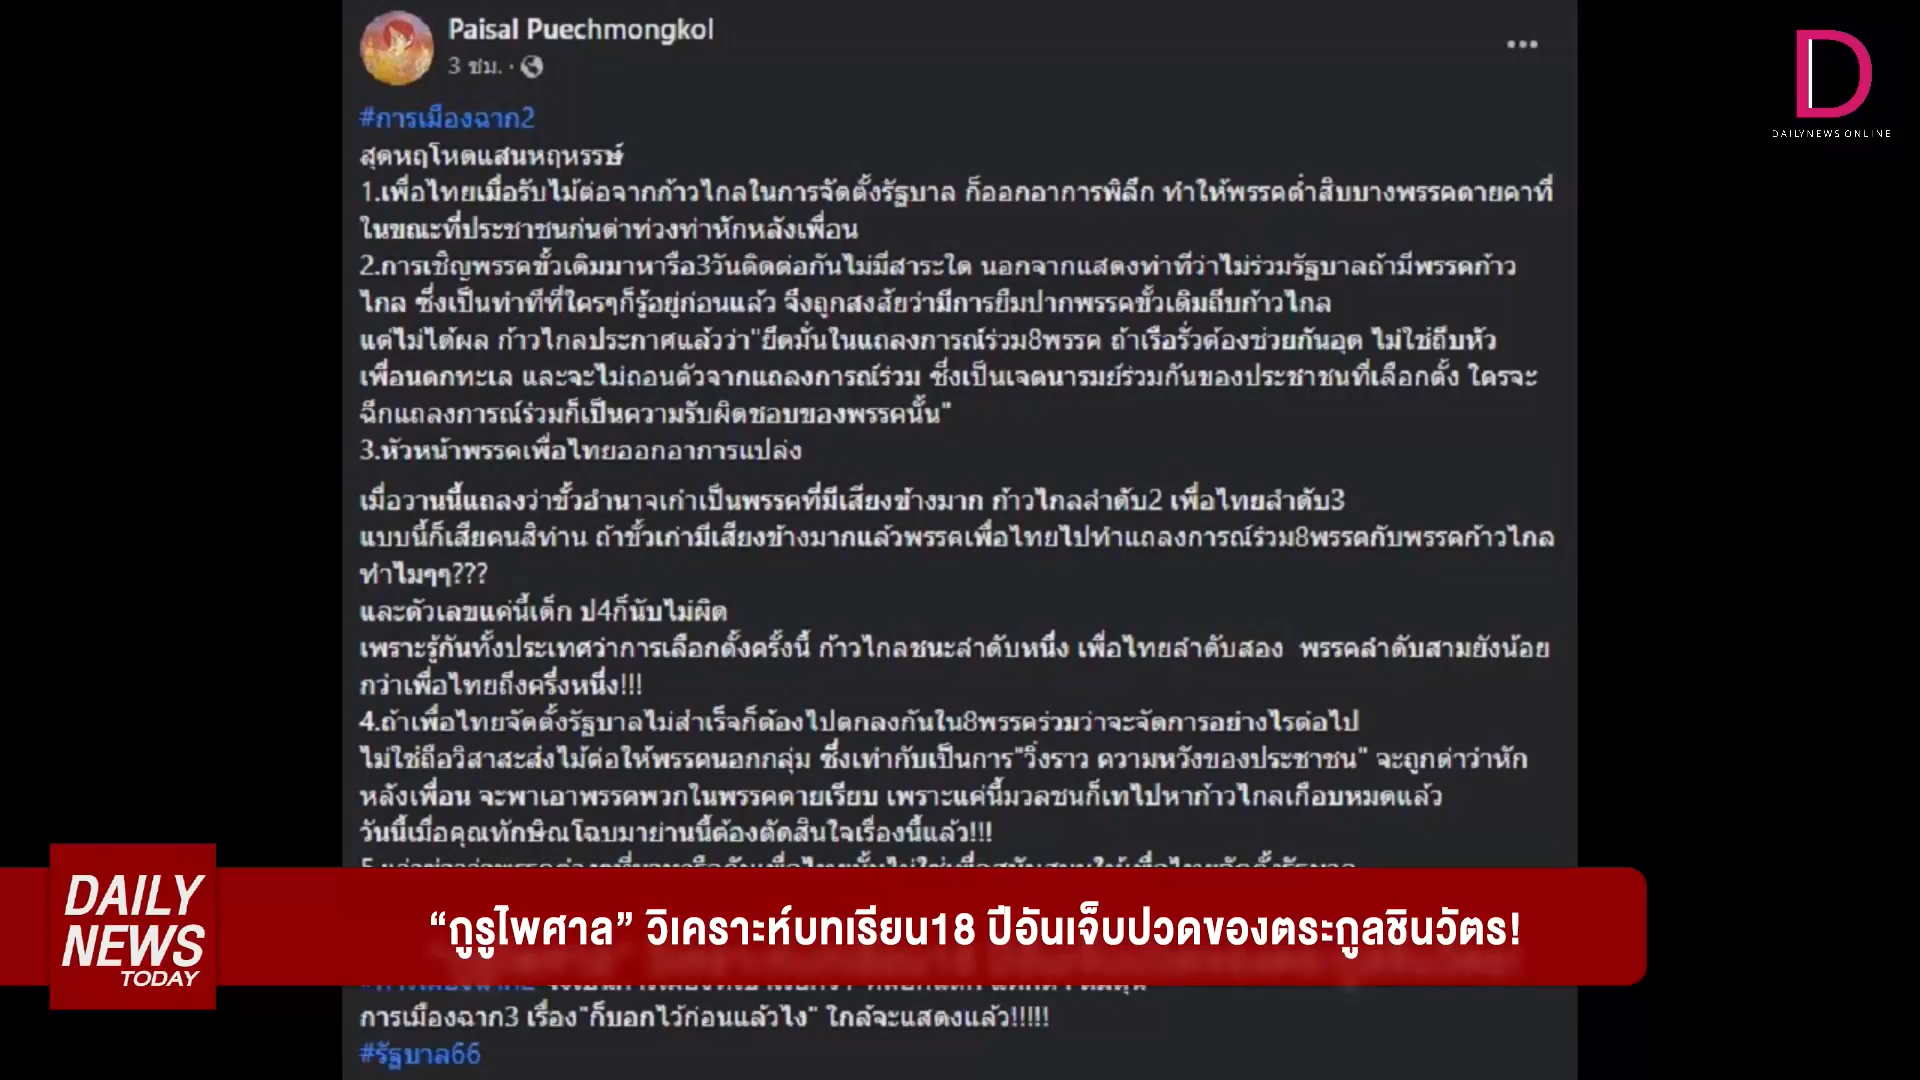 Paisal Puechmongkol
3 ชม. ·
#การเมืองฉาก2
สุดหฤโหดแสนหฤหรรษ์
1.เพื่อไทยเมื่อรับไม้ต่อจากก้าวไกลในการจัดตั้งรัฐบาล ก็ออกอาการพิลึก ทำให้พรรคต่ำสิบบางพรรคตายคาที่
ในขณะที่ประชาชนก่นด่าท่วงท่าหักหลังเพื่อน
2.การเชิญพรรคขั้วเดิมมาหารือ3วันติดต่อกันไม่มีสาระใด นอกจากแสดงท่าทีว่าไม่ร่วมรัฐบาลถ้ามีพรรคก้าว
ไกล ซึ่งเป็นท่าทีที่ใครๆก็รู้อยู่ก่อนแล้ว จึงถูกสงสัยว่ามีการยืมปากพรรคขั้วเดิมถีบก้าวไกล
แต่ไม่ได้ผล ก้าวไกลประกาศแล้วว่า"ยึดมั่นในแถลงการณ์ร่วม8พรรค ถ้าเรือรั่วต้องช่วยกันอุด ไม่ใช่ถีบหัว
เพื่อนตกทะเล และจะไม่ถอนตัวจากแถลงการณ์ร่วม ซึ่งเป็นเจตนารมย์ร่วมกันของประชาชนที่เลือกตั้ง ใครจะ
ฉีกแถลงการณ์ร่วมก็เป็นความรับผิดชอบของพรรคนั้น"
3.หัวหน้าพรรคเพื่อไทยออกอาการแปล่ง
เมื่อวานนี้แถลงว่าขั้วอำนาจเก่าเป็นพรรคที่มีเสียงข้างมาก ก้าวไกลลำดับ2 เพื่อไทยลำดับ3
แบบนี้ก็เสียคนสิท่าน ถ้าขั้วเก่ามีเสียงข้างมากแล้วพรรคเพื่อไทยไปทำแถลงการณ์ร่วม8พรรคกับพรรคก้าวไกล
ทำไมๆๆ???
และตัวเลขแค่นี้เด็ก ป4ก็นับไม่ผิด
เพราะรู้กันทั้งประเทศว่าการเลือกตั้งครั้งนี้ ก้าวไกลชนะลำดับหนึ่ง เพื่อไทยลำดับสอง พรรคลำดับสามยังน้อย
กว่าเพื่อไทยถึงครึ่งหนึ่ง!!!
4.ถ้าเพื่อไทยจัดตั้งรัฐบาลไม่สำเร็จก็ต้องไปตกลงกันใน8พรรคร่วมว่าจะจัดการอย่างไรต่อไป
ไม่ใช่ถือวิสาสะส่งไม้ต่อให้พรรคนอกกลุ่ม ซึ่งเท่ากับเป็นการ"วิ่งราว ความหวังของประชาชน" จะถูกด่าว่าหัก
หลังเพื่อน จะพาเอาพรรคพวกในพรรคตายเรียบ เพราะแค่นี้มวลชนก็เทไปหาก้าวไกลเกือบหมดแล้ว
วันนี้เมื่อคุณทักษิณโฉบมาย่านนี้ต้องตัดสินใจเรื่องนี้แล้ว!!!
การเมืองฉาก3 เรื่อง"ก็บอกไว้ก่อนแล้วไง" ใกล้จะแสดงแล้ว!!!!!
#รัฐบาล66
DAILYNEWS ONLINE
DAILY
NEWS
TODAY
“กูรูไพศาล” วิเคราะห์บทเรียน18 ปีอันเจ็บปวดของตระกูลชินวัตร!